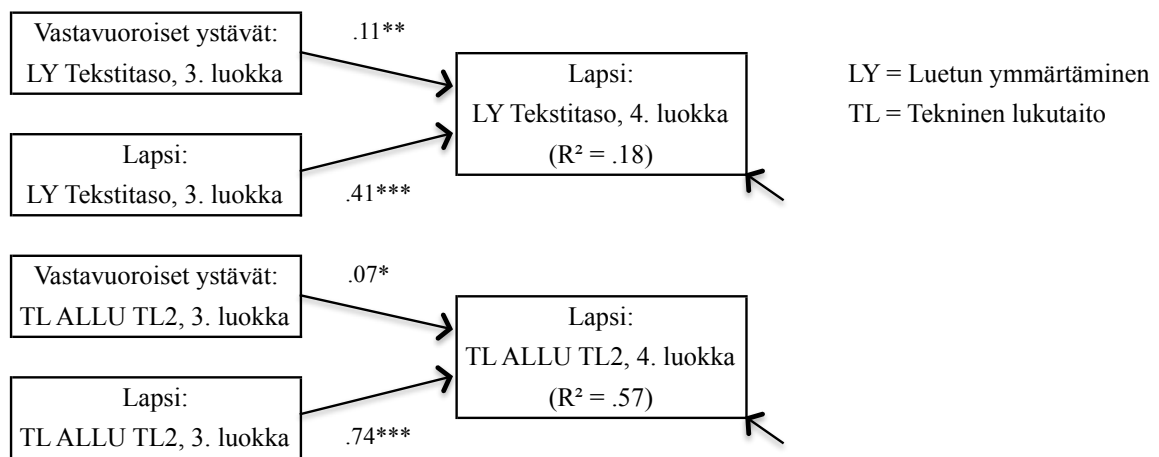 Vastavuoroiset ystävät:
LY Tekstitaso, 3. luokka
.11**
Lapsi:
LY Tekstitaso, 3. luokka
.41***
Lapsi:
LY Tekstitaso, 4. luokka
(R² = .18)
LY = Luetun ymmärtäminen
TL = Tekninen lukutaito
Vastavuoroiset ystävät:
TL ALLU TL2, 3. luokka
.07*
Lapsi:
TL ALLU TL2, 3. luokka
.74***
Lapsi:
TL ALLU TL2, 4. luokka
(R² = .57)